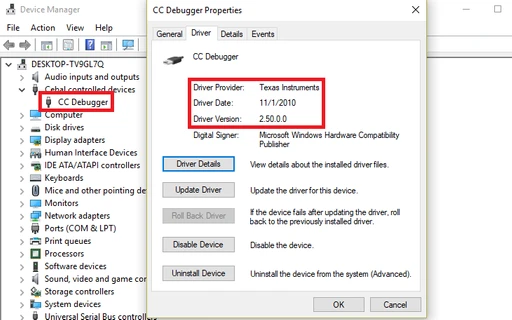 Device Manager
File Action View Help
DESKTOP-TV9GL7Q
Audio inputs and outputs
Cebal controlled devices
CC Debugger
Computer
Disk drives
Display adapters
Human Interface Devices
IDE ATA/ATAPI controllers
Keyboards
Mice and other pointing de
Monitors
Network adapters
Ports (COM & LPT)
Print queues
Processors
Software devices
Sound, video and game con
Storage controllers
System devices
Universal Serial Bus controllers
CC Debugger Properties
General Driver Details Events
CC Debugger
Driver Provider: Texas Instruments
Driver Date: 11/1/2010
Driver Version: 2.50.0.0
Digital Signer: Microsoft Windows Hardware Compatibility
Publisher
Driver Details View details about the installed driver files.
Update Driver Update the driver for this device.
Roll Back Driver If the device fails after updating the driver, roll
back to the previously installed driver.
Disable Device Disable the device.
Uninstall Device Uninstall the device from the system (Advanced).
OK Cancel